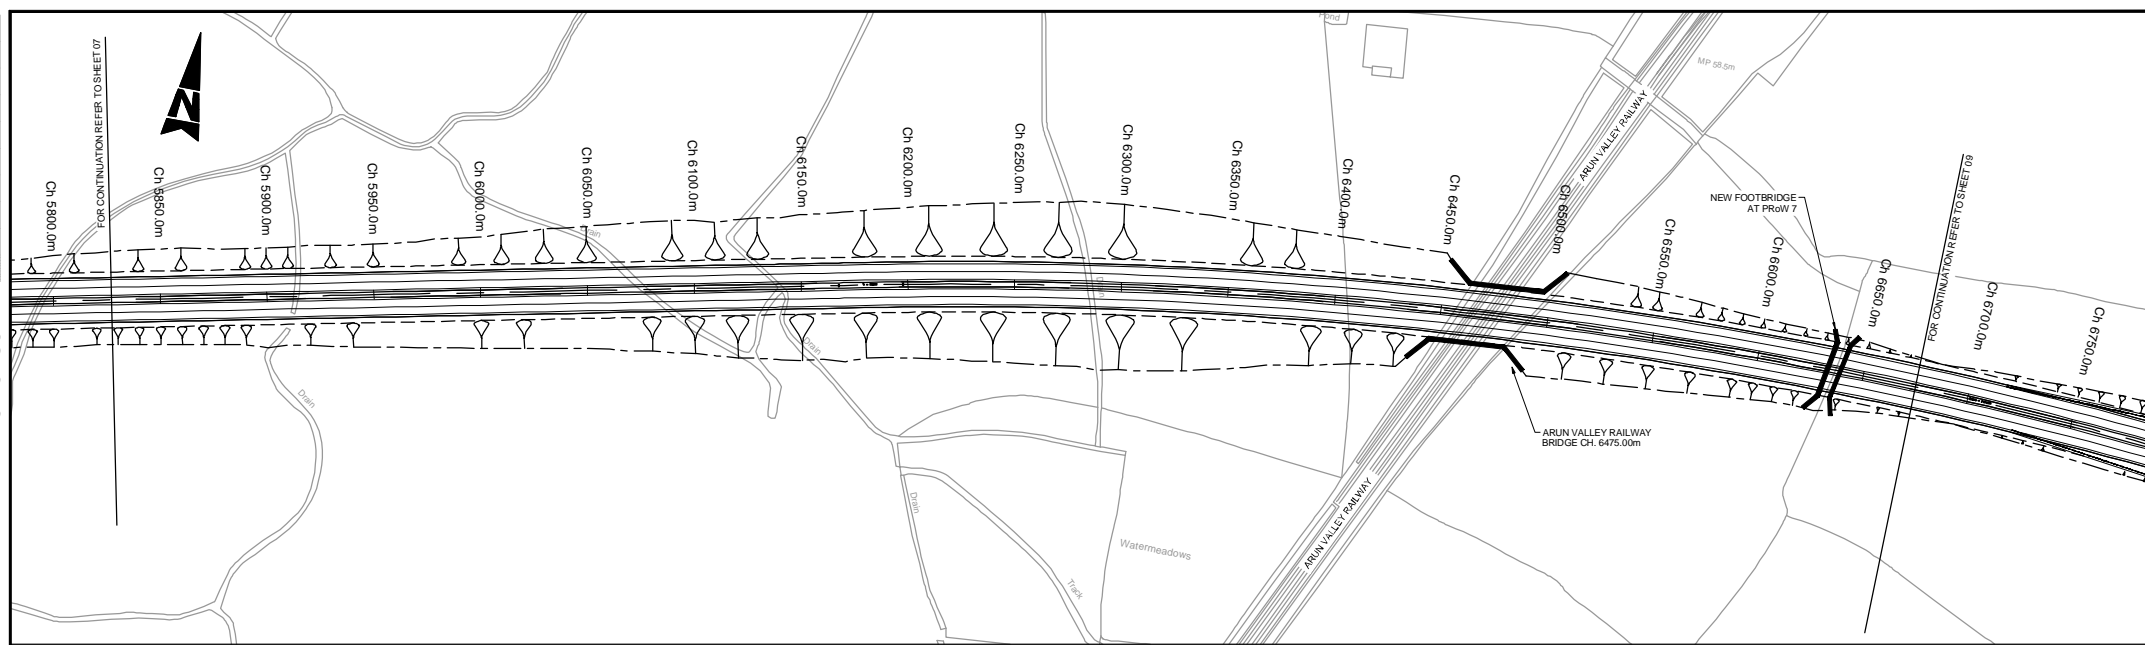 FOR CONTINUATION REFER TO SHEET 07
N
Pond
MP 58.5m
ARUN VALLEY RAILWAY
FOR CONTINUATION REFER TO SHEET 09
NEW FOOTBRIDGE
AT PRoW 7
Ch 5800.0m
Ch 5850.0m
Ch 5900.0m
Ch 5950.0m
Ch 6000.0m
Ch 6050.0m
Ch 6100.0m
Ch 6150.0m
Ch 6200.0m
Ch 6250.0m
Ch 6300.0m
Ch 6350.0m
Ch 6400.0m
Ch 6450.0m
Ch 6500.0m
Ch 6550.0m
Ch 6600.0m
Ch 6650.0m
Ch 6700.0m
Ch 6750.0m
Drain
Drain
Drain
Drain
ARUN VALLEY RAILWAY
BRIDGE CH. 6475.00m
Drain
ARUN VALLEY RAILWAY
Watermeadows
Track